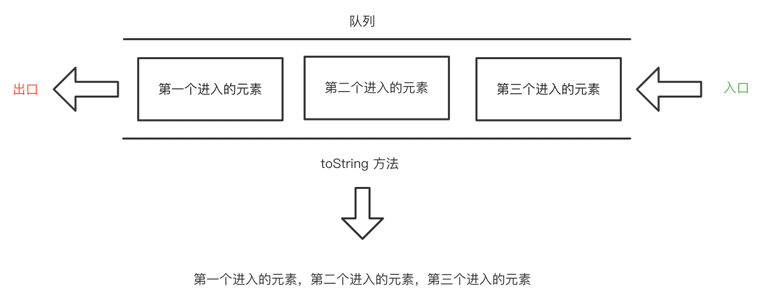 队列
出口
第一个进入的元素
第二个进入的元素
第三个进入的元素
入口
toString 方法
第一个进入的元素，第二个进入的元素，第三个进入的元素